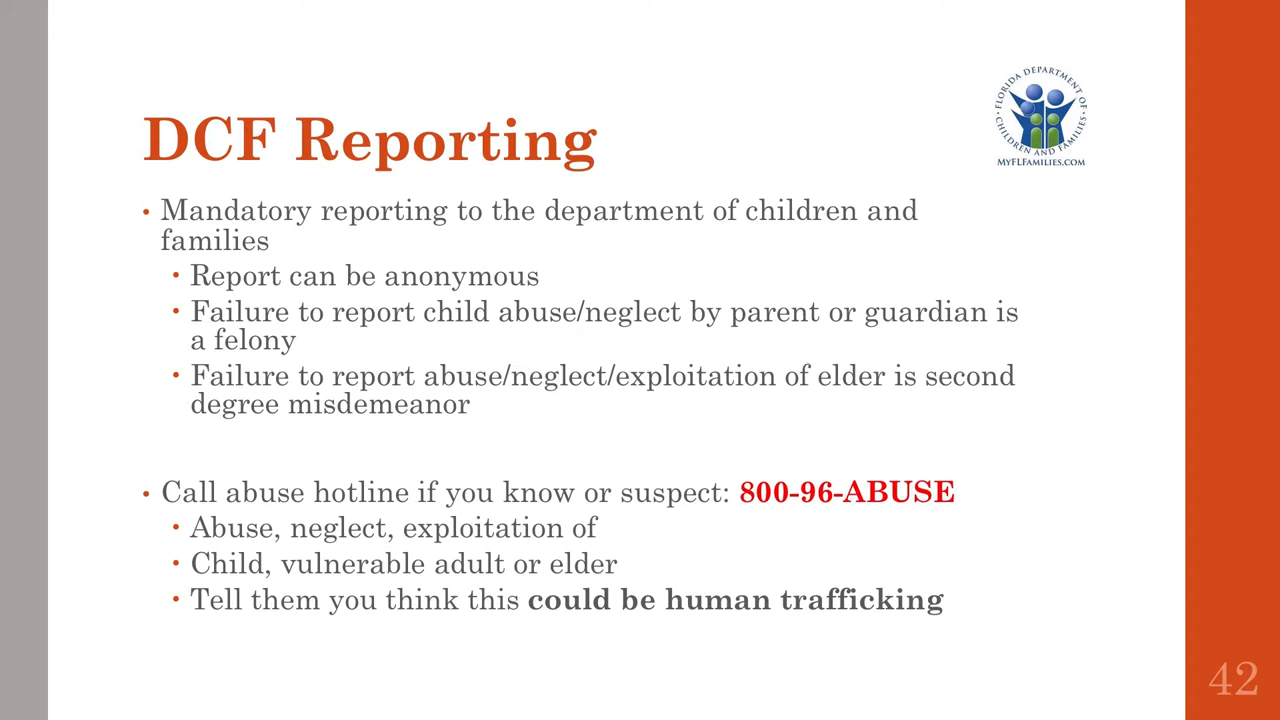 FLORIDA DEPARTMENT OF
• CHILDREN AND FAMILIES •
MYFLFAMILIES.COM
DCF Reporting
• Mandatory reporting to the department of children and
families
• Report can be anonymous
• Failure to report child abuse/neglect by parent or guardian is
a felony
• Failure to report abuse/neglect/exploitation of elder is second
degree misdemeanor
• Call abuse hotline if you know or suspect: 800-96-ABUSE
• Abuse, neglect, exploitation of
• Child, vulnerable adult or elder
• Tell them you think this could be human trafficking
42